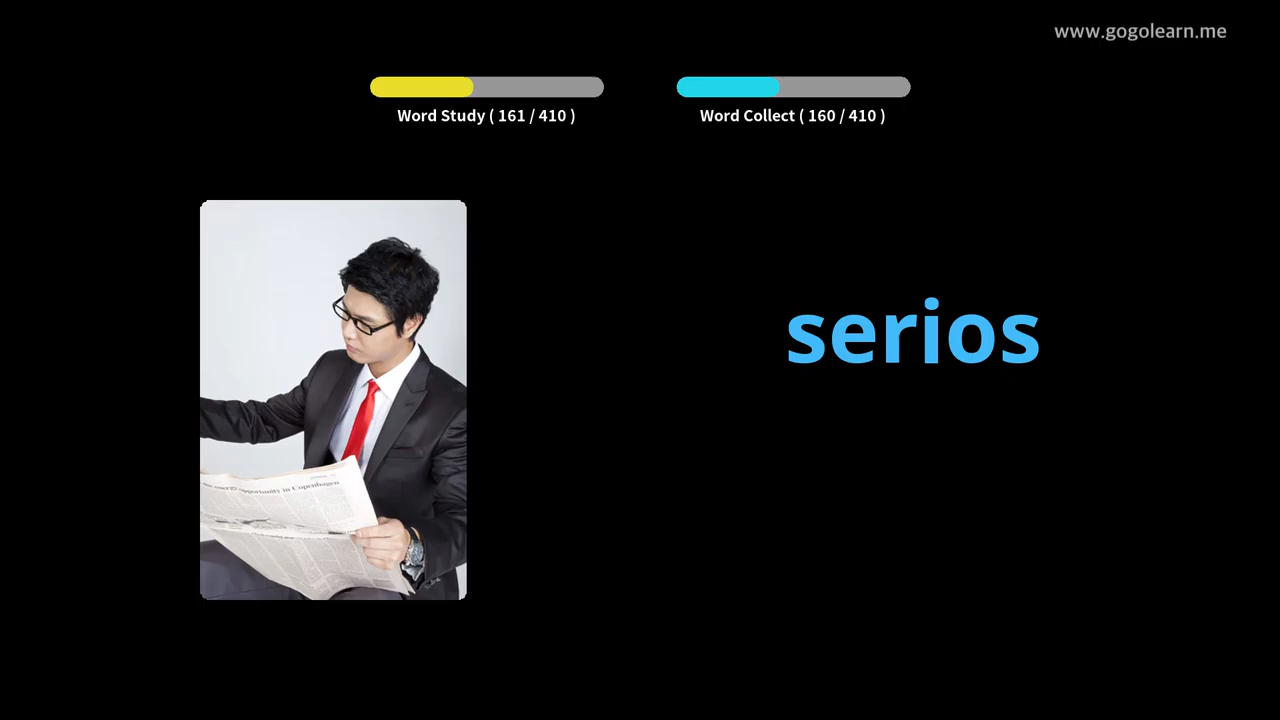 www.gogolearn.me
Word Study ( 161 / 410 )
Word Collect ( 160 / 410 )
serios
opportunity in Copenhagen